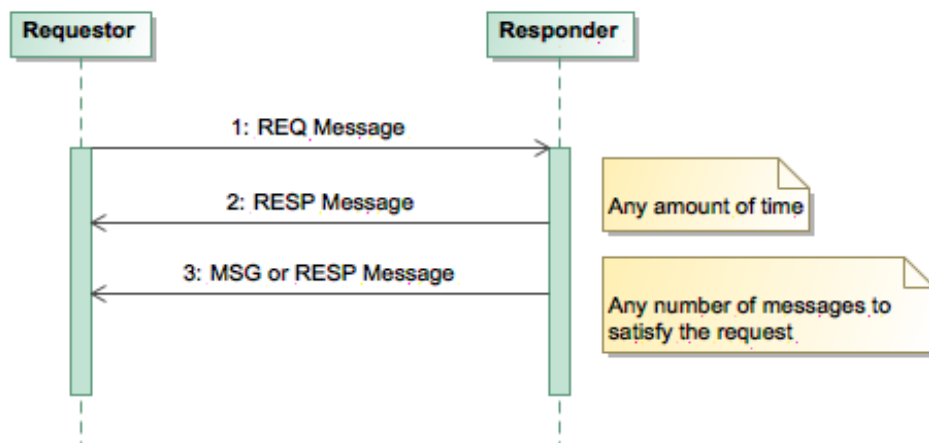 Requestor
Responder
1: REQ Message
2: RESP Message
Any amount of time
3: MSG or RESP Message
Any number of messages to
satisfy the request